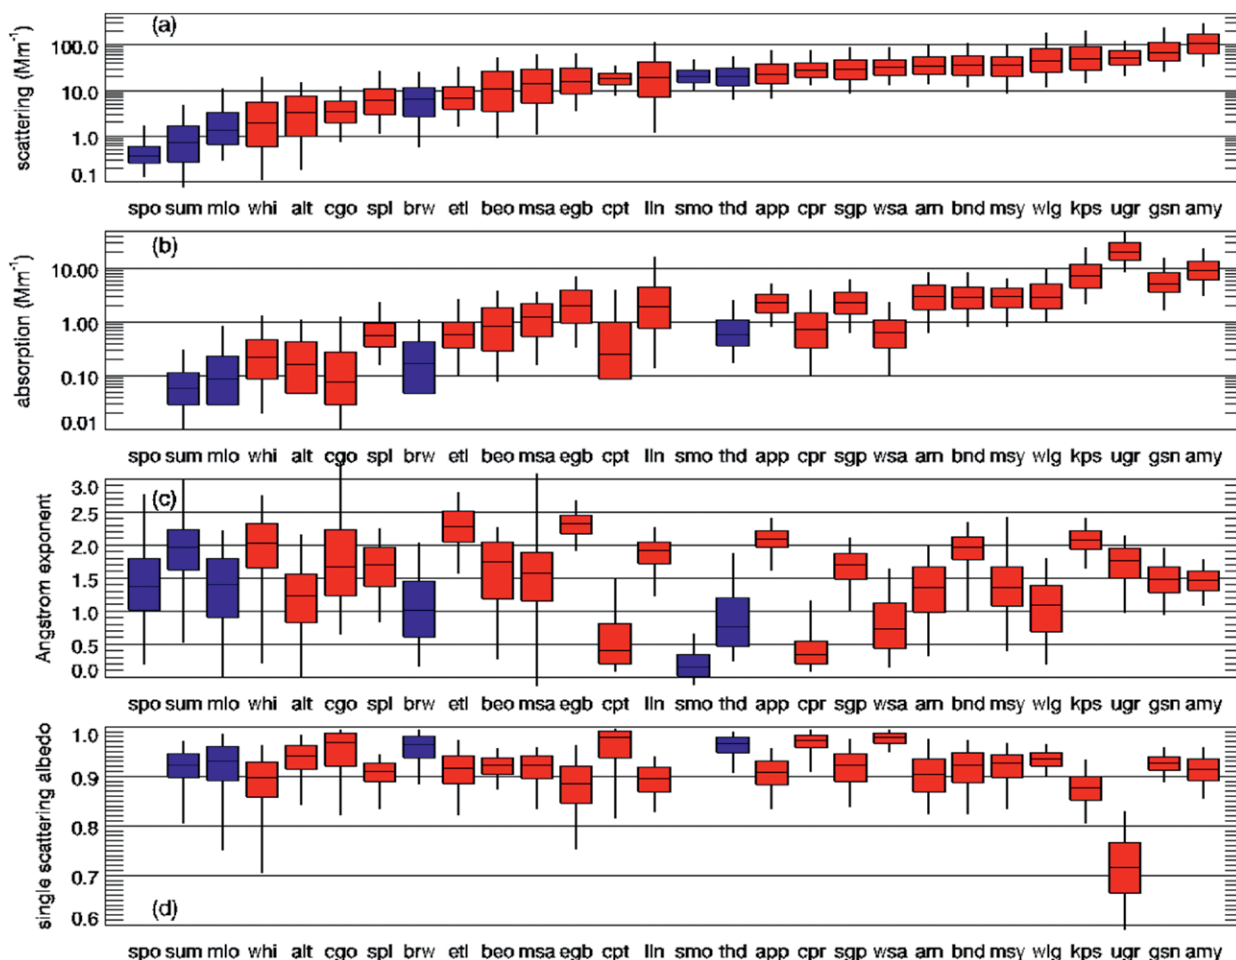 (a)
scattering (Mm-1)
100.0
10.0
1.0
0.1
spo sum mlo whi alt cgo spl brw etl beo msa egb cpt lln smo thd app cpr sgp wsa arn bnd msy wlg kps ugr gsn amy
(b)
absorption (Mm-1)
10.00
1.00
0.10
0.01
spo sum mlo whi alt cgo spl brw etl beo msa egb cpt lln smo thd app cpr sgp wsa arn bnd msy wlg kps ugr gsn amy
(c)
Angstrom exponent
3.0
2.5
2.0
1.5
1.0
0.5
0.0
spo sum mlo whi alt cgo spl brw etl beo msa egb cpt lln smo thd app cpr sgp wsa arn bnd msy wlg kps ugr gsn amy
single scattering albedo
1.0
0.9
0.8
0.7
0.6
(d)
spo sum mlo whi alt cgo spl brw etl beo msa egb cpt lln smo thd app cpr sgp wsa arn bnd msy wlg kps ugr gsn amy